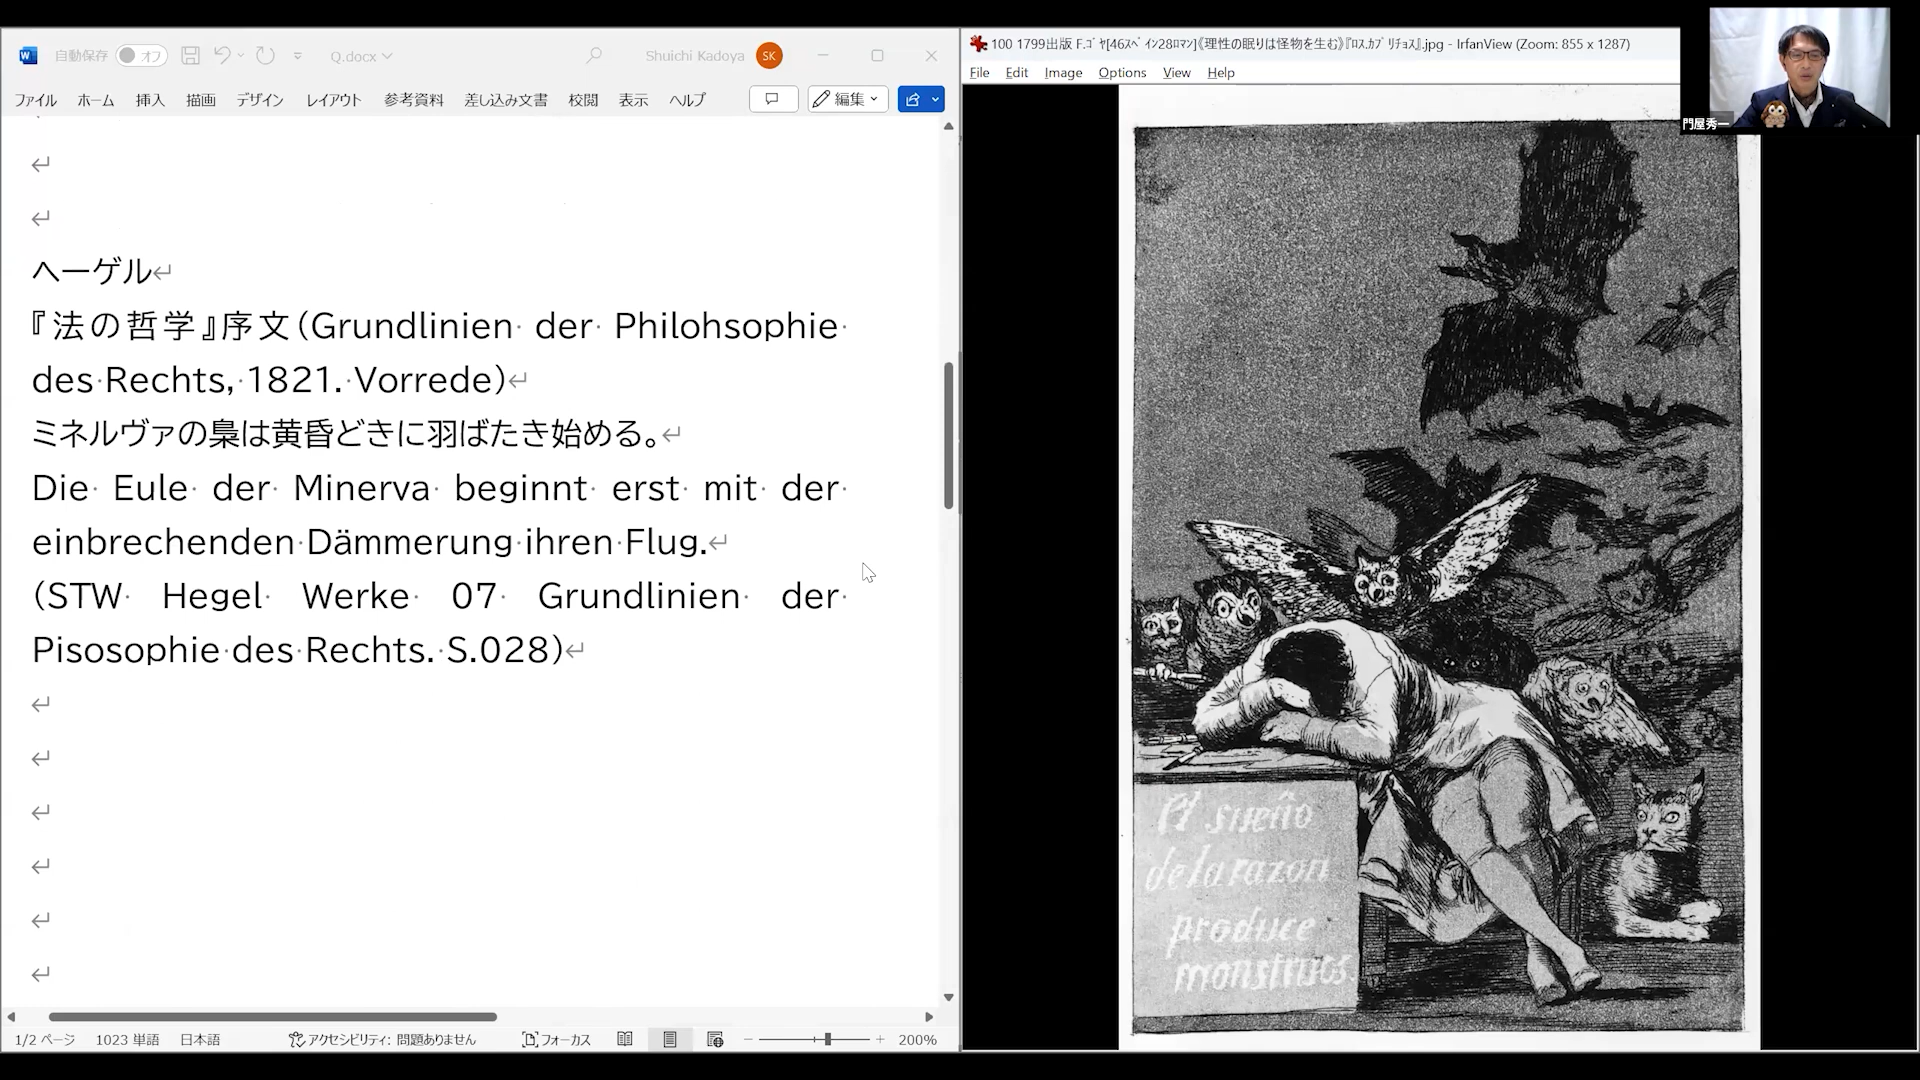 自動保存 オフ Q.docx Shuichi Kadoya SK
ファイル ホーム 挿入 描画 デザイン レイアウト 参考資料 差し込み文書 校閲 表示 ヘルプ 編集
ヘーゲル
『法の哲学』序文(Grundlinien der Philohsophie
des Rechts, 1821. Vorrede)
ミネルヴァの梟は黄昏どきに羽ばたき始める。
Die Eule der Minerva beginnt erst mit der
einbrechenden Dämmerung ihren Flug.
(STW Hegel Werke 07 Grundlinien der
Pisosophie des Rechts. S.028)
1/2 ページ 1023 単語 日本語 アクセシビリティ: 問題ありません フォーカス 200%
100 1799出版 F.ゴヤ[46スペイン28ロマン]《理性の眠りは怪物を生む》『ロス.カプリチョス』.jpg - IrfanView (Zoom: 855 x 1287)
File Edit Image Options View Help
El sueño
de la razon
produce
monstruos.
門屋秀一